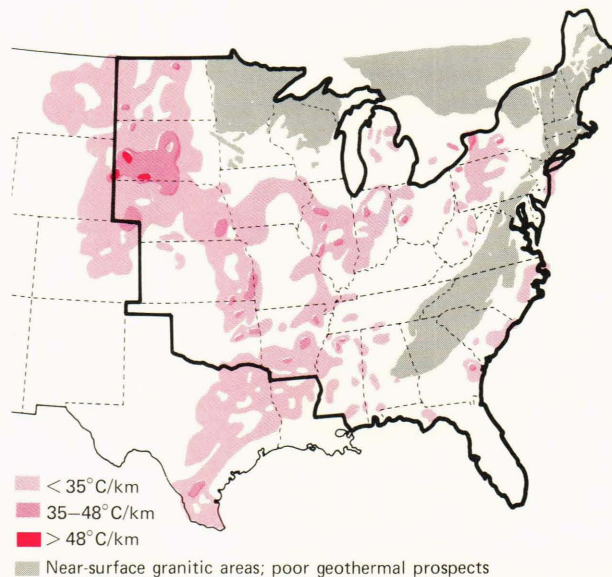 < 35°C/km
35–48°C/km
> 48°C/km
Near-surface granitic areas; poor geothermal prospects